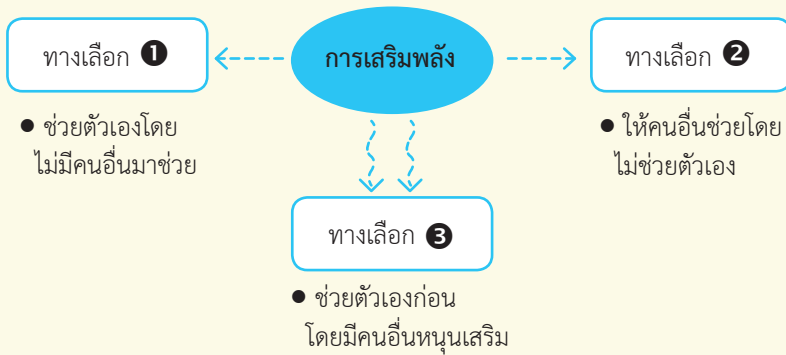 ทางเลือก ❶
การเสริมพลัง
ทางเลือก ❷
● ช่วยตัวเองโดย
ไม่มีคนอื่นมาช่วย
● ให้คนอื่นช่วยโดย
ไม่ช่วยตัวเอง
ทางเลือก ❸
● ช่วยตัวเองก่อน
โดยมีคนอื่นหนุนเสริม